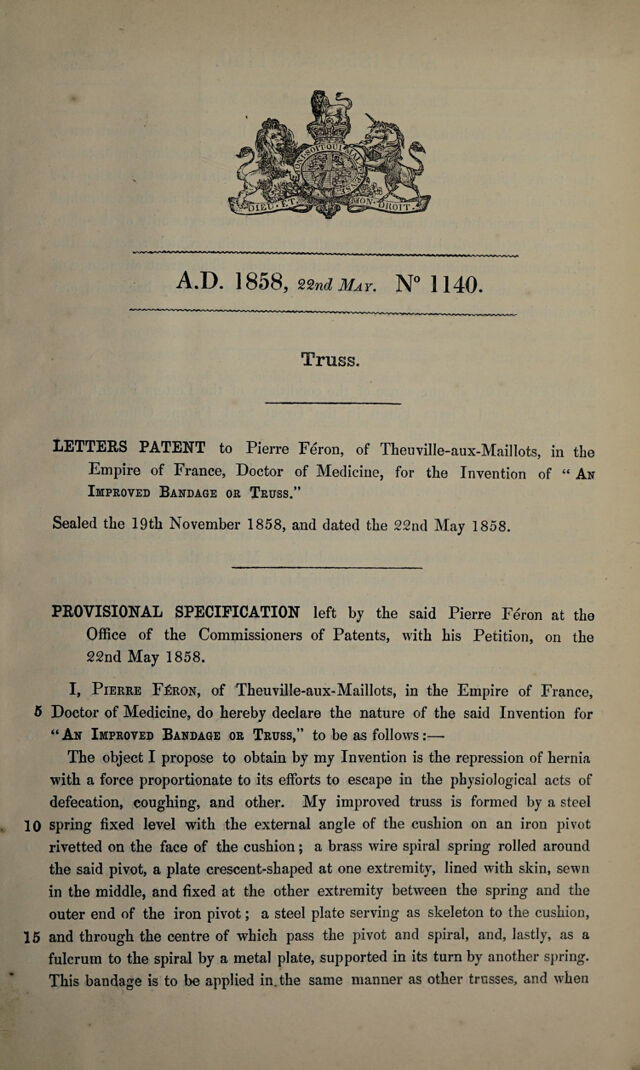 HONI SOIT QUI MAL
DIEU · ET · MON · DROIT ·
A.D. 1858, 22nd MAY. Nº 1140.
Truss.
LETTERS PATENT to Pierre Féron, of Theuville-aux-Maillots, in the
Empire of France, Doctor of Medicine, for the Invention of “ AN
IMPROVED BANDAGE OR TRUSS.”
Sealed the 19th November 1858, and dated the 22nd May 1858.
PROVISIONAL SPECIFICATION left by the said Pierre Féron at the
Office of the Commissioners of Patents, with his Petition, on the
22nd May 1858.
I, PIERRE FÉRON, of Theuville-aux-Maillots, in the Empire of France,
5 Doctor of Medicine, do hereby declare the nature of the said Invention for
“AN IMPROVED BANDAGE OR TRUSS,” to be as follows :—
The object I propose to obtain by my Invention is the repression of hernia
with a force proportionate to its efforts to escape in the physiological acts of
defecation, coughing, and other. My improved truss is formed by a steel
10 spring fixed level with the external angle of the cushion on an iron pivot
rivetted on the face of the cushion; a brass wire spiral spring rolled around
the said pivot, a plate crescent-shaped at one extremity, lined with skin, sewn
in the middle, and fixed at the other extremity between the spring and the
outer end of the iron pivot; a steel plate serving as skeleton to the cushion,
15 and through the centre of which pass the pivot and spiral, and, lastly, as a
fulcrum to the spiral by a metal plate, supported in its turn by another spring.
This bandage is to be applied in the same manner as other trusses, and when